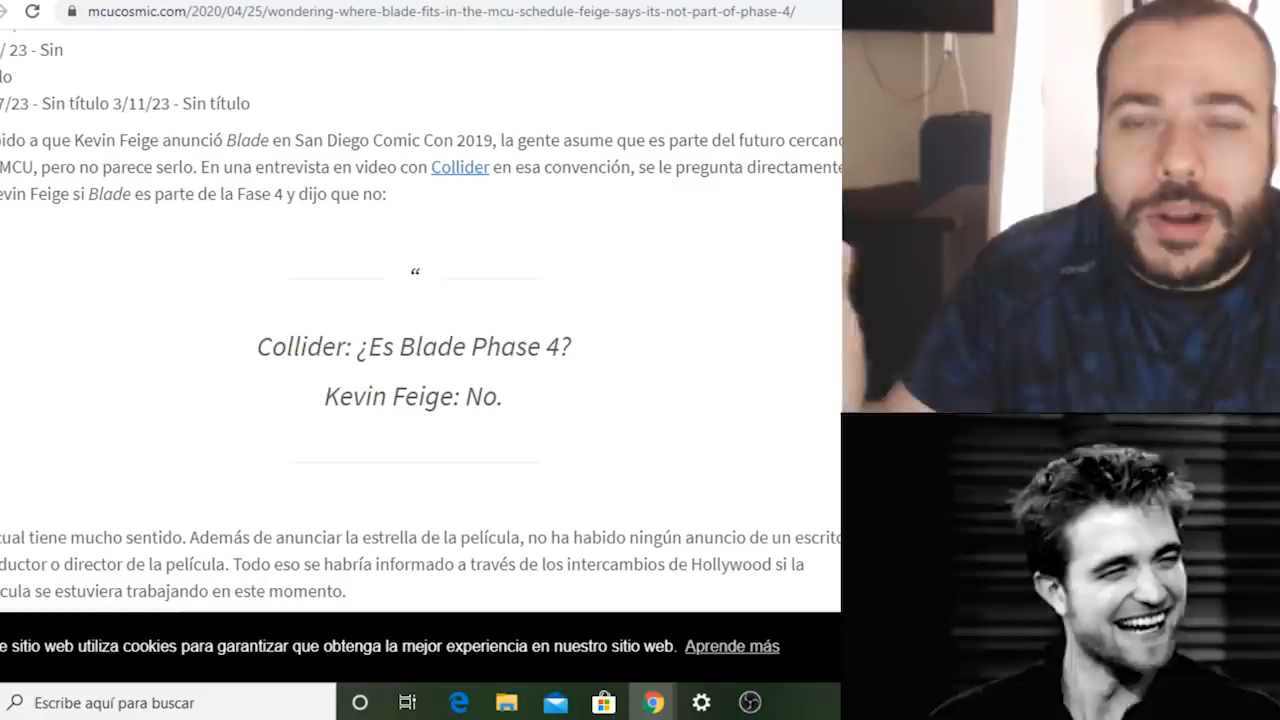 mcucosmic.com/2020/04/25/wondering-where-blade-fits-in-the-mcu-schedule-feige-says-its-not-part-of-phase-4/
/ 23 - Sin
lo
7/23 - Sin título 3/11/23 - Sin título
ido a que Kevin Feige anunció Blade en San Diego Comic Con 2019, la gente asume que es parte del futuro cercan
MCU, pero no parece serlo. En una entrevista en video con Collider en esa convención, se le pregunta directamente
evin Feige si Blade es parte de la Fase 4 y dijo que no:
“
Collider: ¿Es Blade Phase 4?
Kevin Feige: No.
cual tiene mucho sentido. Además de anunciar la estrella de la película, no ha habido ningún anuncio de un escrito
ductor o director de la película. Todo eso se habría informado a través de los intercambios de Hollywood si la
cula se estuviera trabajando en este momento.
e sitio web utiliza cookies para garantizar que obtenga la mejor experiencia en nuestro sitio web. Aprende más
Escribe aquí para buscar